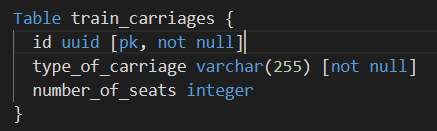 Table train_carriages {
  id uuid [pk, not null]
  type_of_carriage varchar(255) [not null]
  number_of_seats integer
}